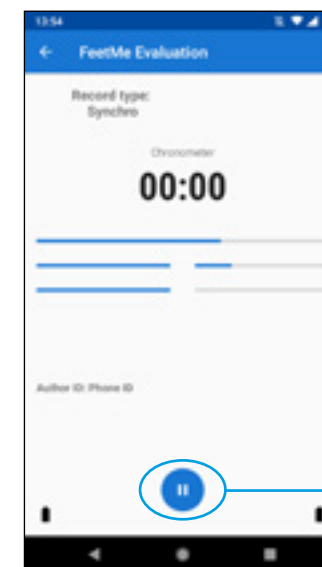 13:54
FeetMe Evaluation
Record type:
Synchro
Chronometer
00:00
Author ID: Phone ID